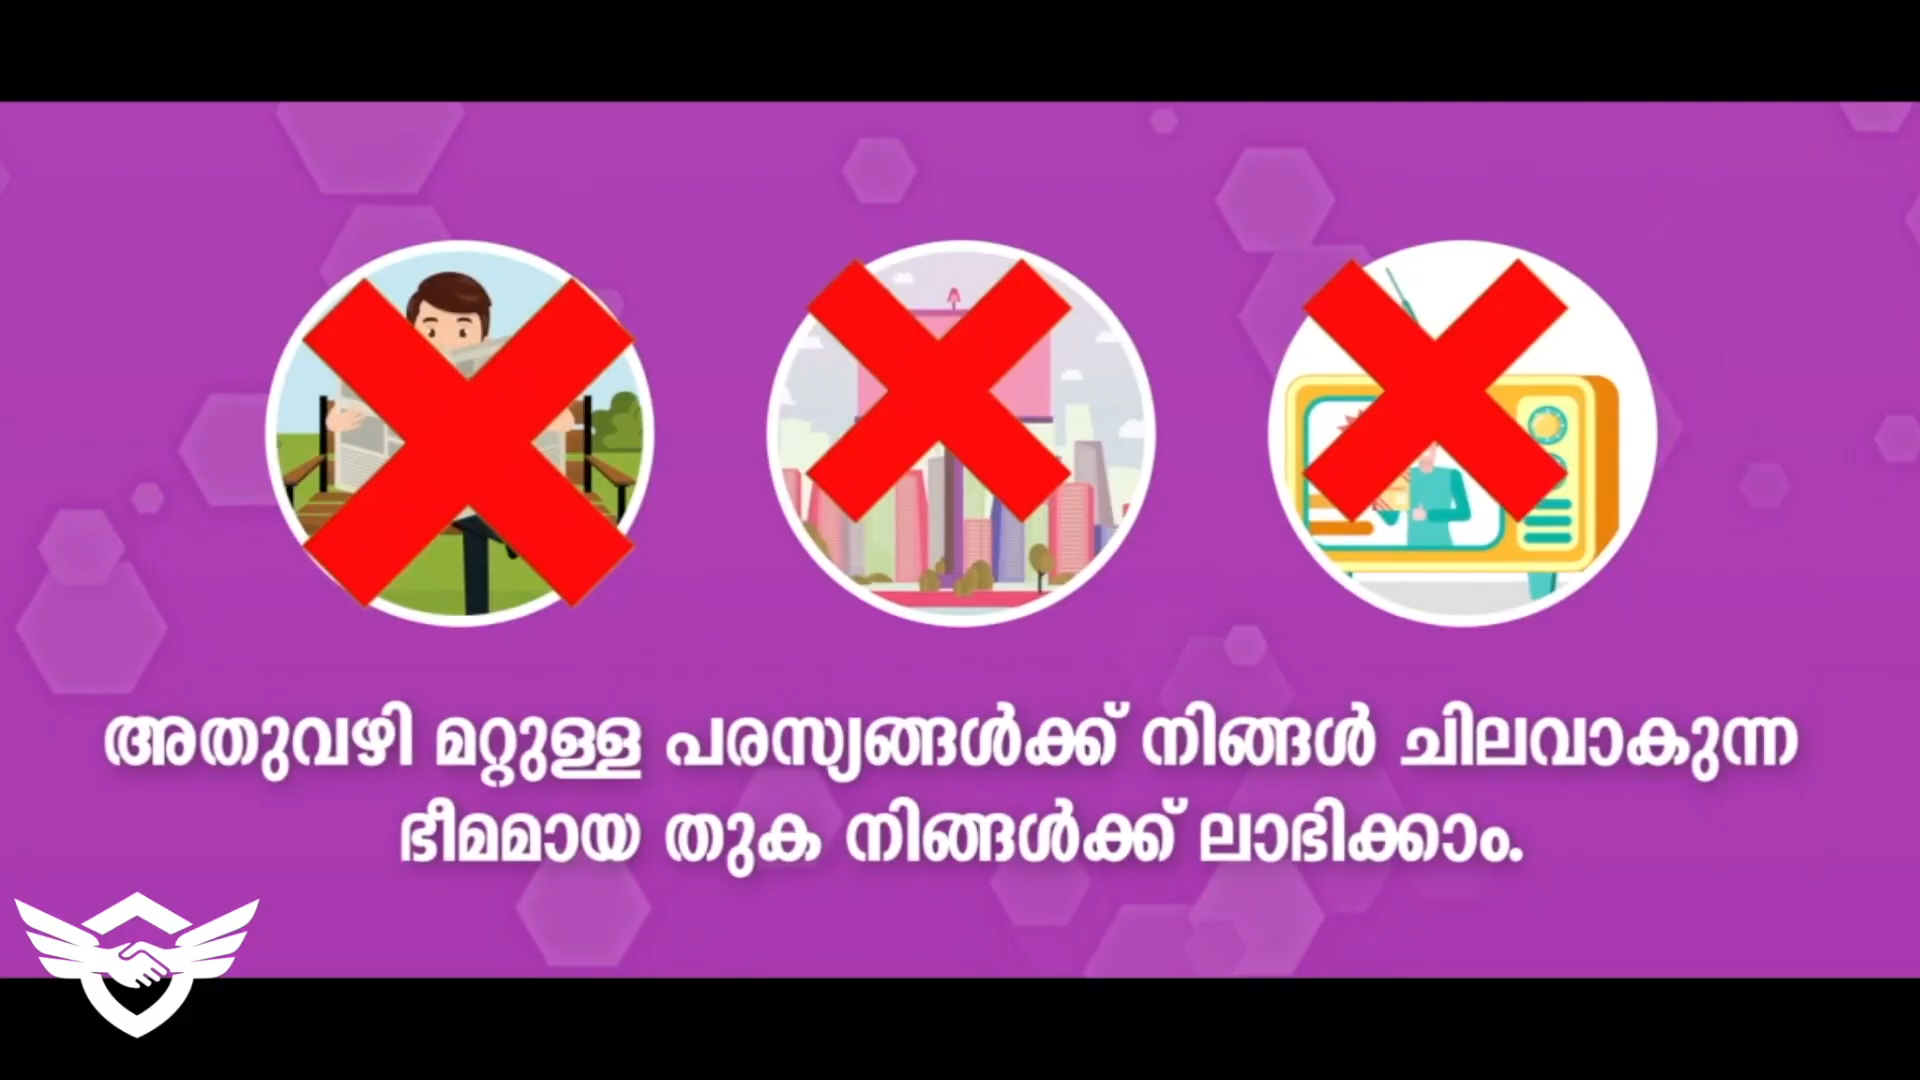 അതുവഴി മറ്റുള്ള പരസ്യങ്ങൾക്ക് നിങ്ങൾ ചിലവാകുന്ന
ഭീമമായ തുക നിങ്ങൾക്ക് ലാഭിക്കാം.